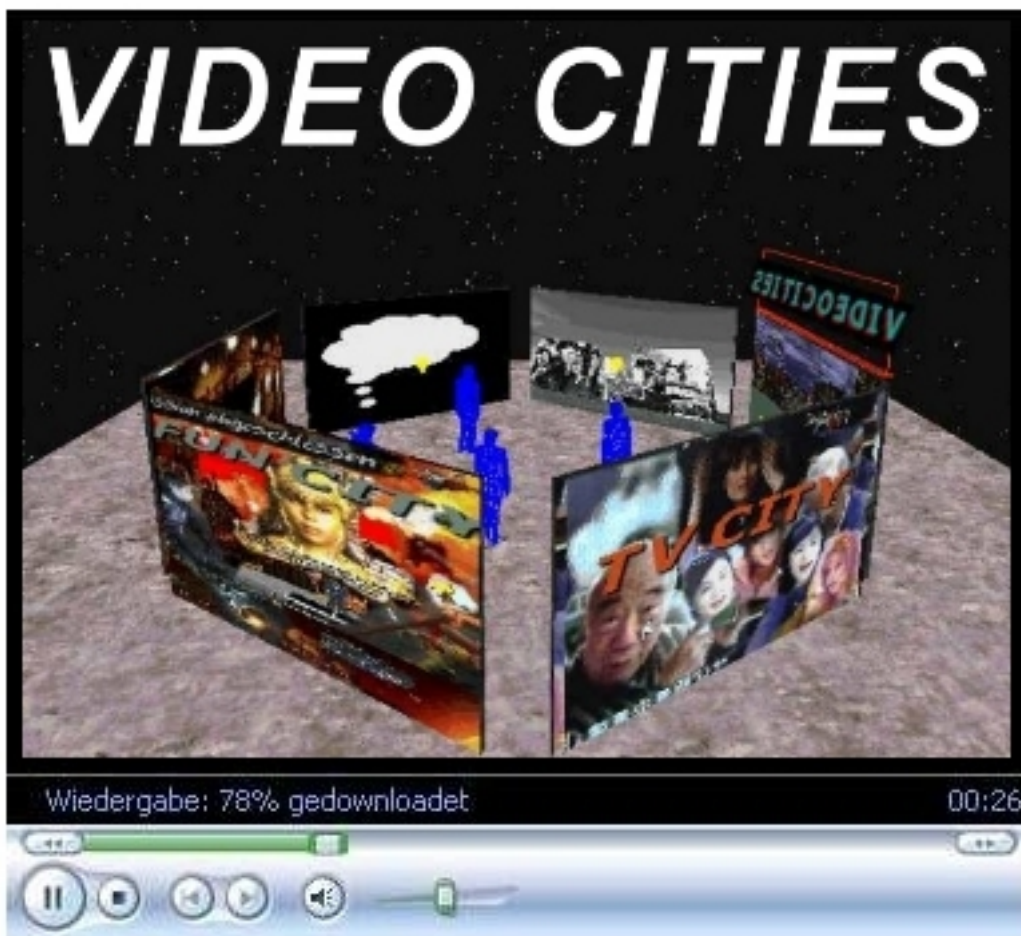 VIDEO CITIES
VIDEOCITIES
FUN CITY
TV CITY
Wiedergabe: 78% gedownloadet
00:26